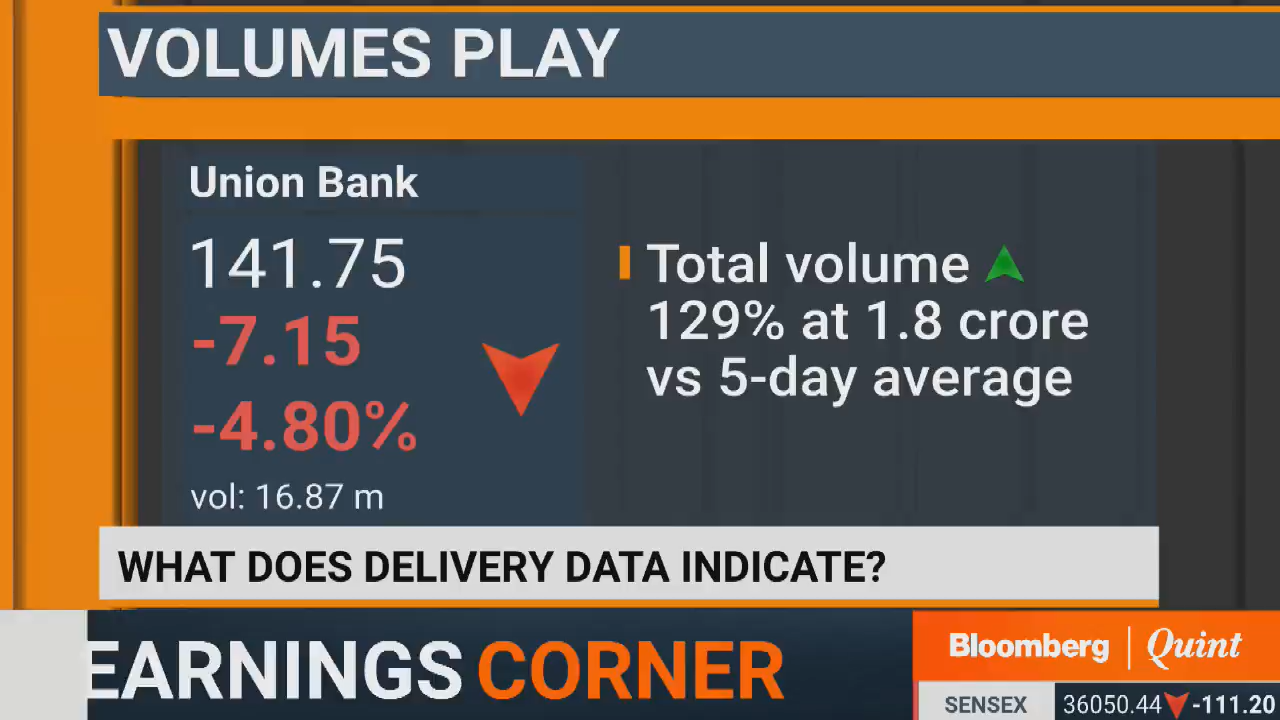 VOLUMES PLAY
Union Bank
141.75
-7.15
-4.80%
vol: 16.87 m
Total volume
129% at 1.8 crore
vs 5-day average
WHAT DOES DELIVERY DATA INDICATE?
EARNINGS CORNER
Bloomberg | Quint
SENSEX 36050.44 -111.20